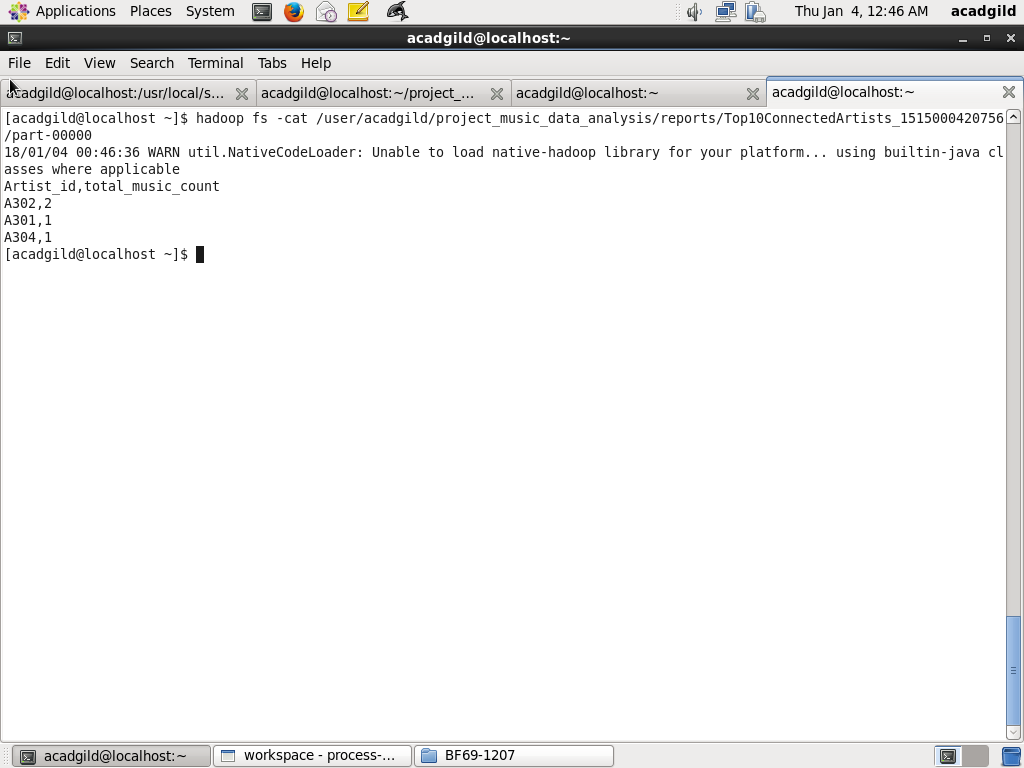 Applications Places System Thu Jan 4, 12:46 AM acadgild
acadgild@localhost:~
File Edit View Search Terminal Tabs Help
acadgild@localhost:/usr/local/s... acadgild@localhost:~/project_... acadgild@localhost:~ acadgild@localhost:~
[acadgild@localhost ~]$ hadoop fs -cat /user/acadgild/project_music_data_analysis/reports/Top10ConnectedArtists_1515000420756
/part-00000
18/01/04 00:46:36 WARN util.NativeCodeLoader: Unable to load native-hadoop library for your platform... using builtin-java cl
asses where applicable
Artist_id,total_music_count
A302,2
A301,1
A304,1
[acadgild@localhost ~]$
acadgild@localhost:~ workspace - process-... BF69-1207